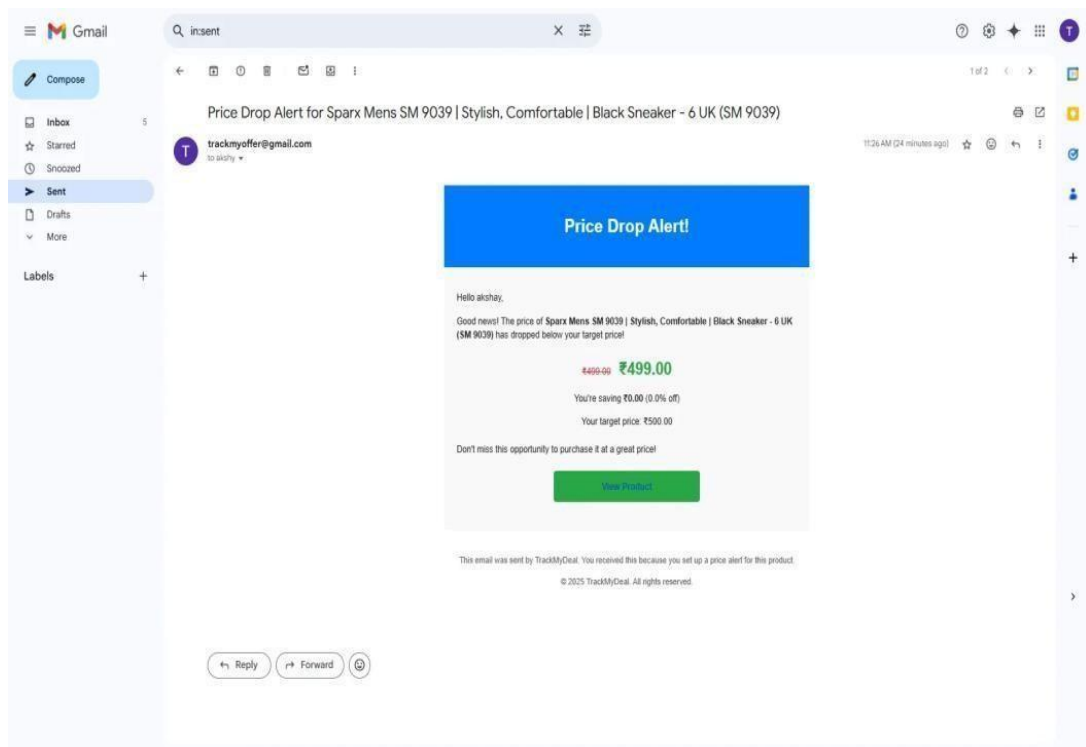 Gmail
in:sent
Compose
1 of 2
Inbox 5
Starred
Snoozed
Sent
Drafts
More
Labels
Price Drop Alert for Sparx Mens SM 9039 | Stylish, Comfortable | Black Sneaker - 6 UK (SM 9039)
T
T
trackmyoffer@gmail.com
11:26 AM (24 minutes ago)
to akshy
Price Drop Alert!
Hello akshay,
Good news! The price of Sparx Mens SM 9039 | Stylish, Comfortable | Black Sneaker - 6 UK
(SM 9039) has dropped below your target price!
₹499.00 ₹499.00
You're saving ₹0.00 (0.0% off)
Your target price: ₹500.00
Don't miss this opportunity to purchase it at a great price!
View Product
This email was sent by TrackMyDeal. You received this because you set up a price alert for this product.
© 2025 TrackMyDeal. All rights reserved.
Reply
Forward